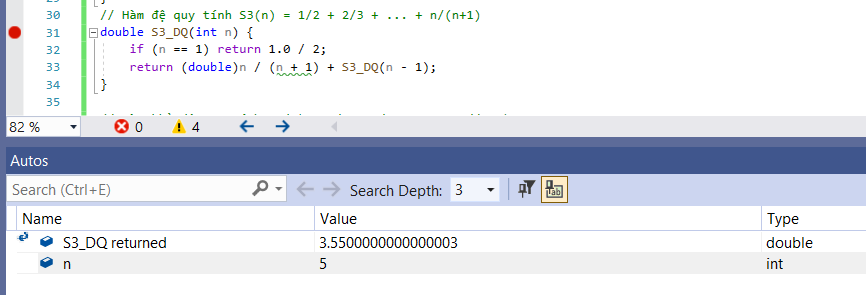 30 // Hàm đệ quy tính S3(n) = 1/2 + 2/3 + ... + n/(n+1)
31 double S3_DQ(int n) {
32 if (n == 1) return 1.0 / 2;
33 return (double)n / (n + 1) + S3_DQ(n - 1);
34 }
35
82 % 0 4
Autos
Search (Ctrl+E) Search Depth: 3
Name Value Type
S3_DQ returned 3.5500000000000003 double
n 5 int